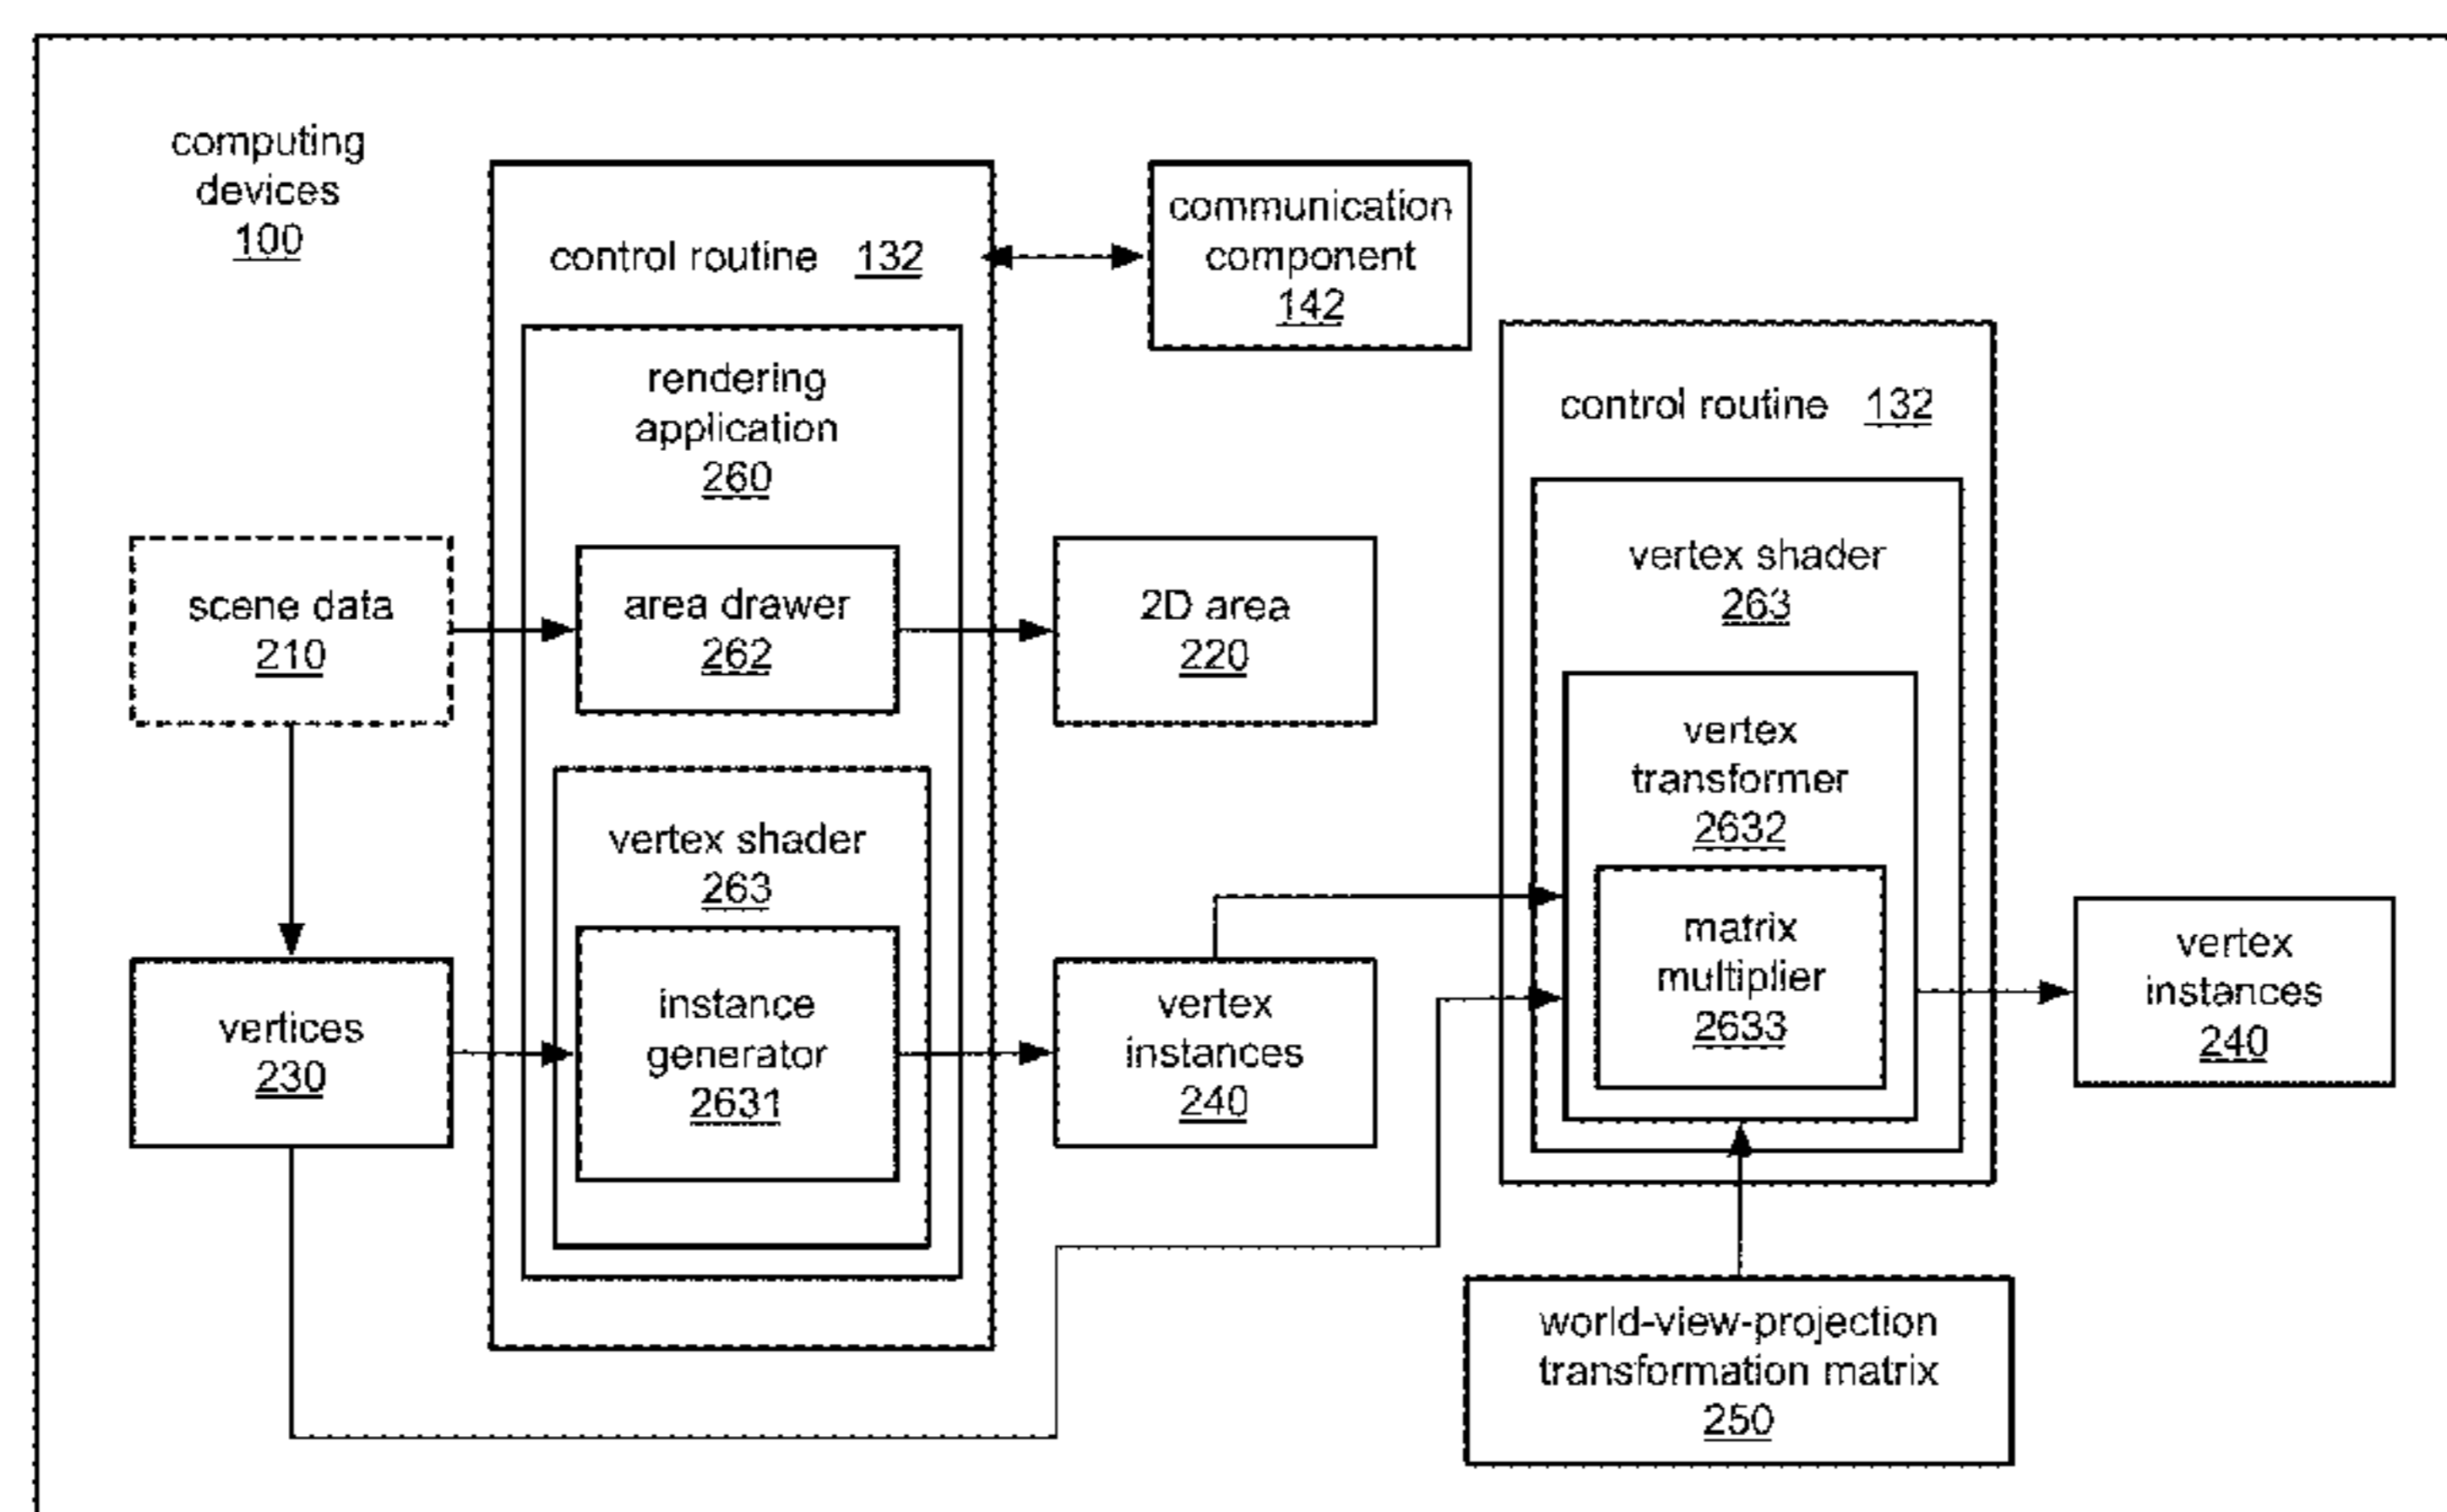 computing
devices
100
control routine 132
communication
component
142
rendering
application
260
control routine 132
scene data
210
area drawer
262
2D area
220
vertex shader
263
vertex
transformer
2632
matrix
multiplier
2633
vertex shader
263
vertices
230
instance
generator
2631
vertex
instances
240
vertex
instances
240
world-view-projection
transformation matrix
250